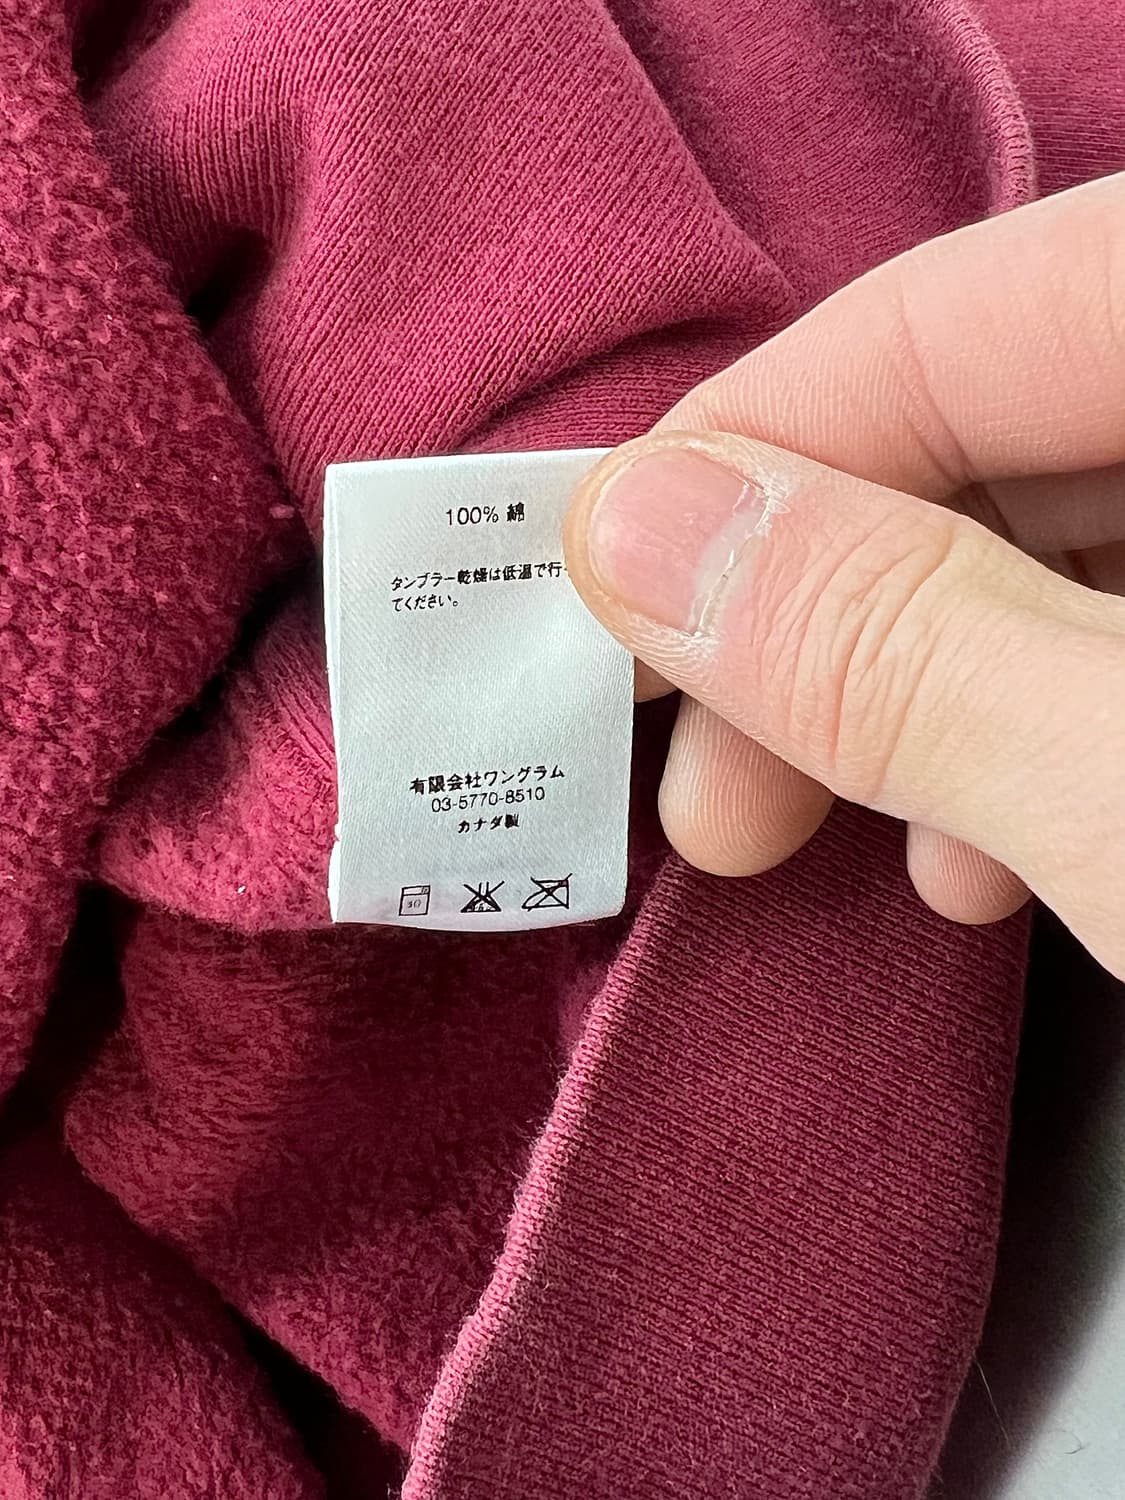 100% 綿
タンブラー乾燥は低温で行
てください。
有限会社ワングラム
03-5770-8510
カナダ製
30